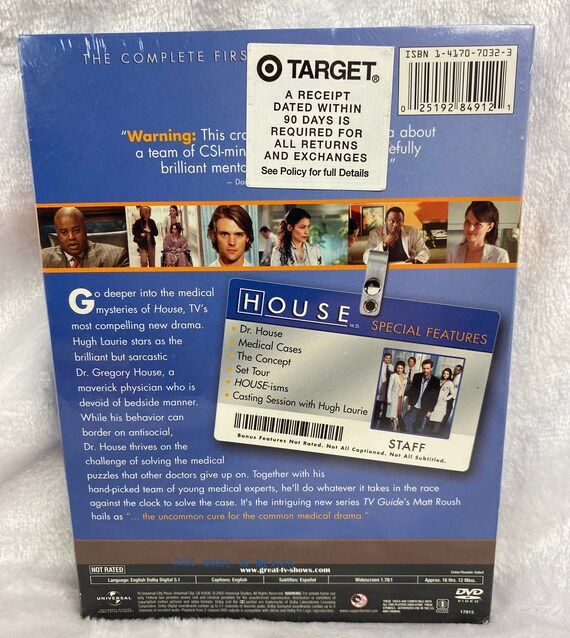 THE COMPLETE FIRS
TARGET®
A RECEIPT
DATED WITHIN
90 DAYS IS
REQUIRED FOR
ALL RETURNS
AND EXCHANGES
See Policy for full Details
ISBN 1-4170-7032-3
0 25192 84912 1
"Warning: This cra a about
a team of CSI-min efully
brilliant mento "
Go deeper into the medical
mysteries of House, TV's
most compelling new drama.
Hugh Laurie stars as the
brilliant but sarcastic
Dr. Gregory House, a
maverick physician who is
devoid of bedside manner.
While his behavior can
border on antisocial,
Dr. House thrives on the
challenge of solving the medical
puzzles that other doctors give up on. Together with his
hand-picked team of young medical experts, he'll do whatever it takes in the race
against the clock to solve the case. It's the intriguing new series TV Guide's Matt Roush
hails as "... the uncommon cure for the common medical drama."
HOUSE M.D.
SPECIAL FEATURES
• Dr. House
• Medical Cases
• The Concept
• Set Tour
• HOUSE-isms
• Casting Session with Hugh Laurie
STAFF
Bonus Features Not Rated. Not All Captioned. Not All Subtitled.
NOT RATED
www.great-tv-shows.com
Language: English Dolby Digital 5.1
Captions: English
Subtitles: Español
Widescreen 1.78:1
Approx. 16 Hrs. 12 Mins.
UNIVERSAL
DVD
VIDEO
17915